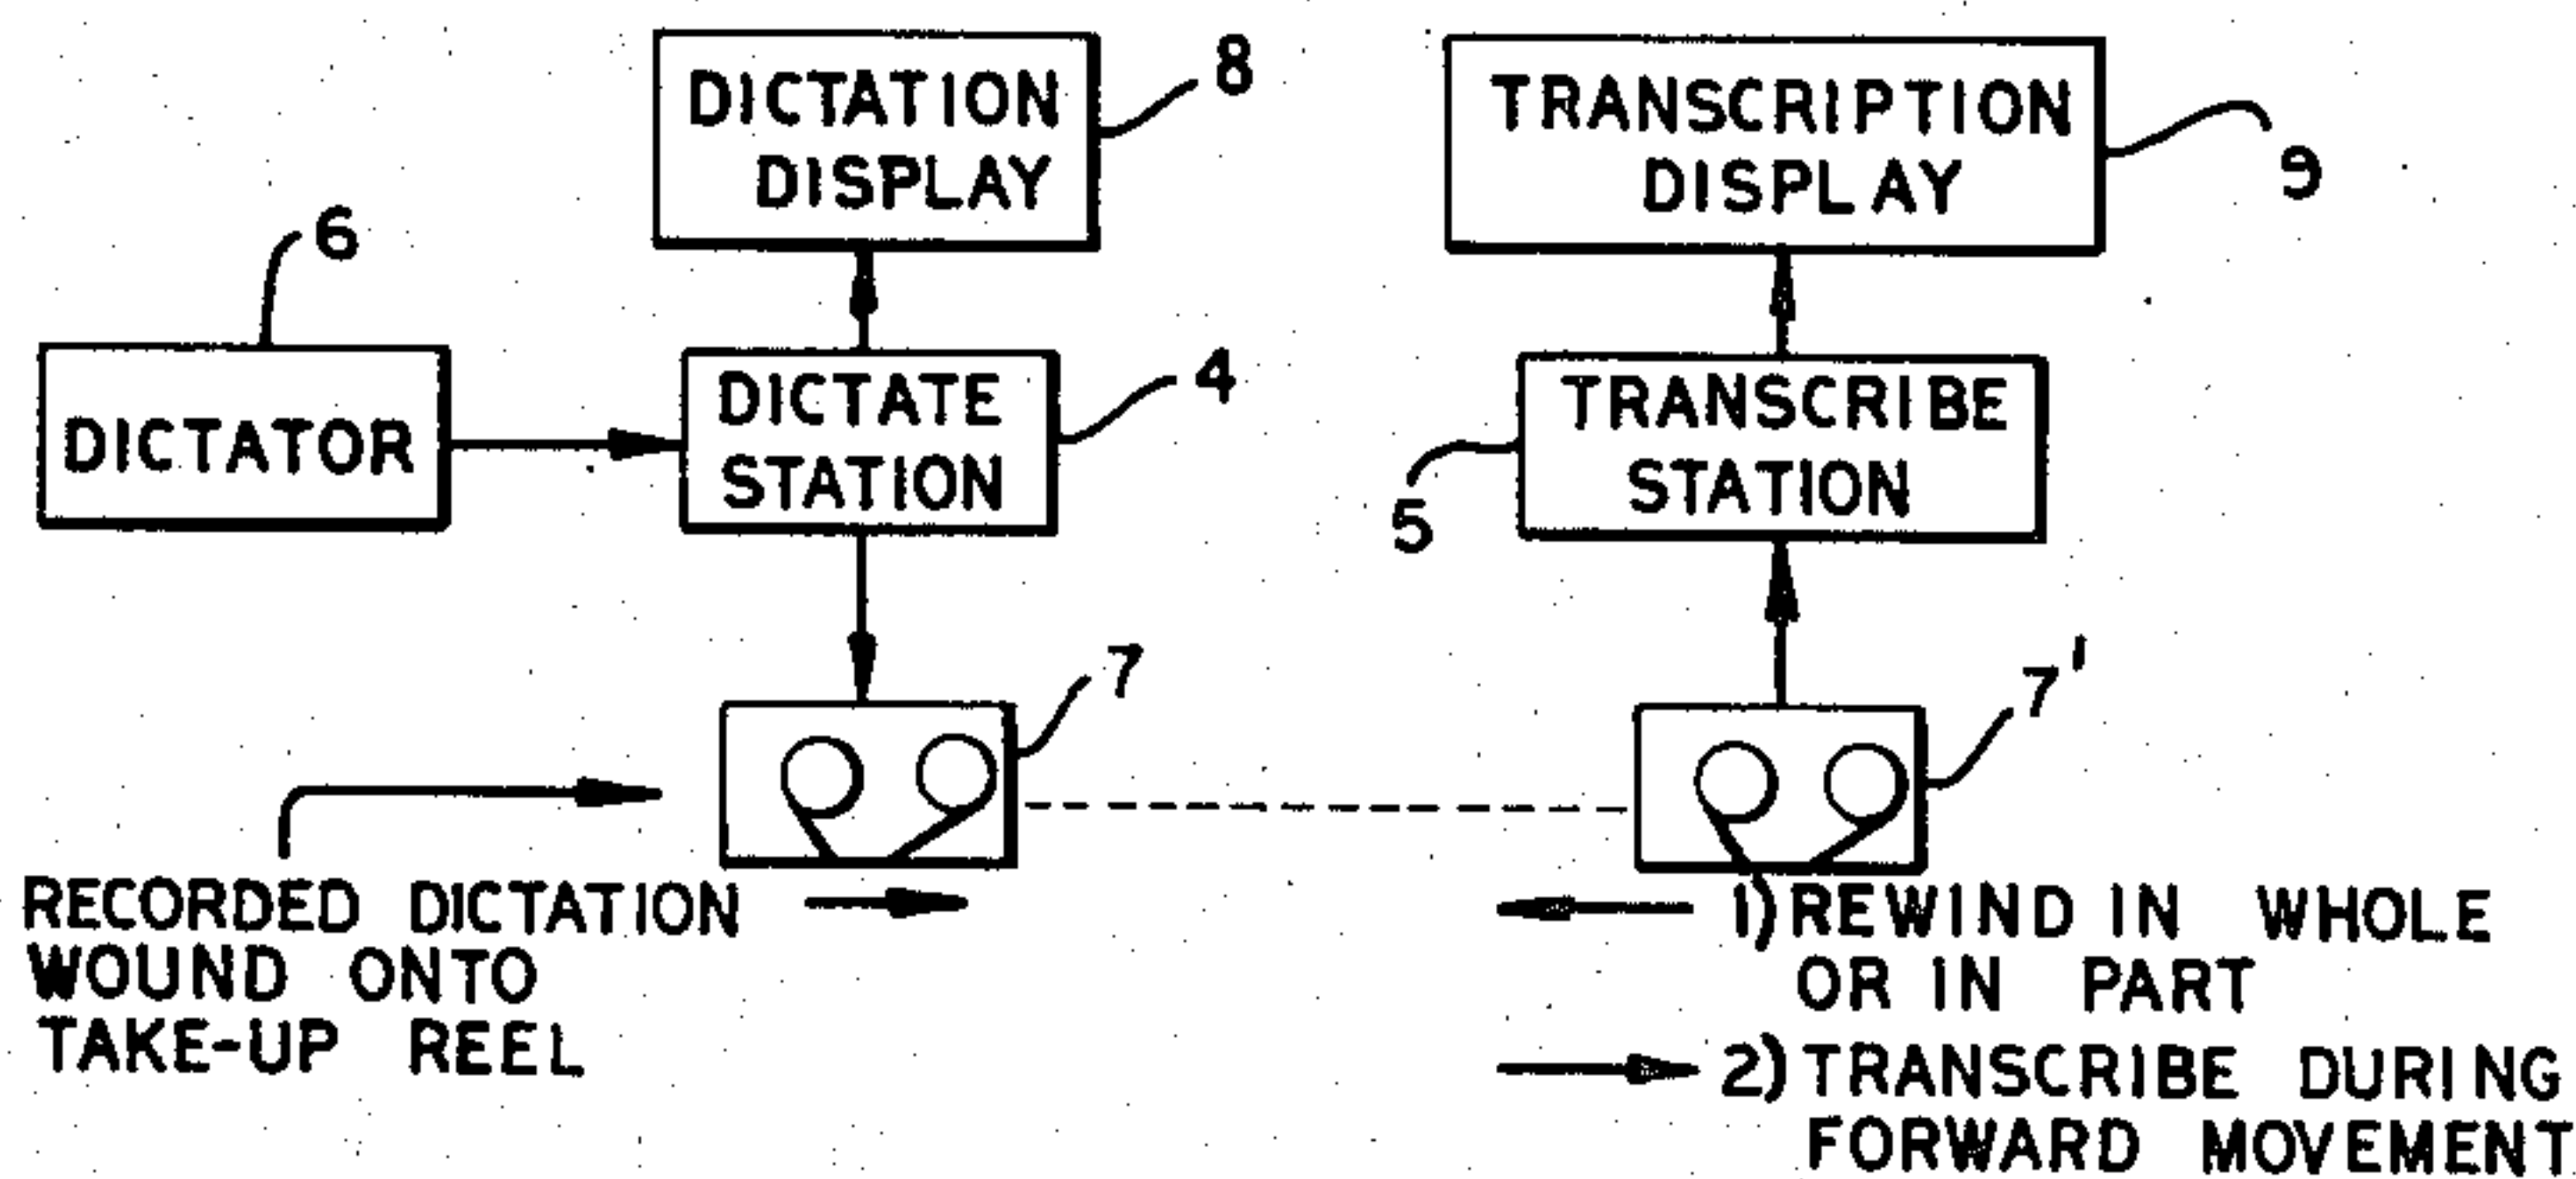 DICTATION
DISPLAY
8
TRANSCRIPTION
DISPLAY
9
6
DICTATOR
DICTATE
STATION
4
TRANSCRIBE
STATION
5
7
7'
RECORDED DICTATION
WOUND ONTO
TAKE-UP REEL
1) REWIND IN WHOLE
OR IN PART
2) TRANSCRIBE DURING
FORWARD MOVEMENT